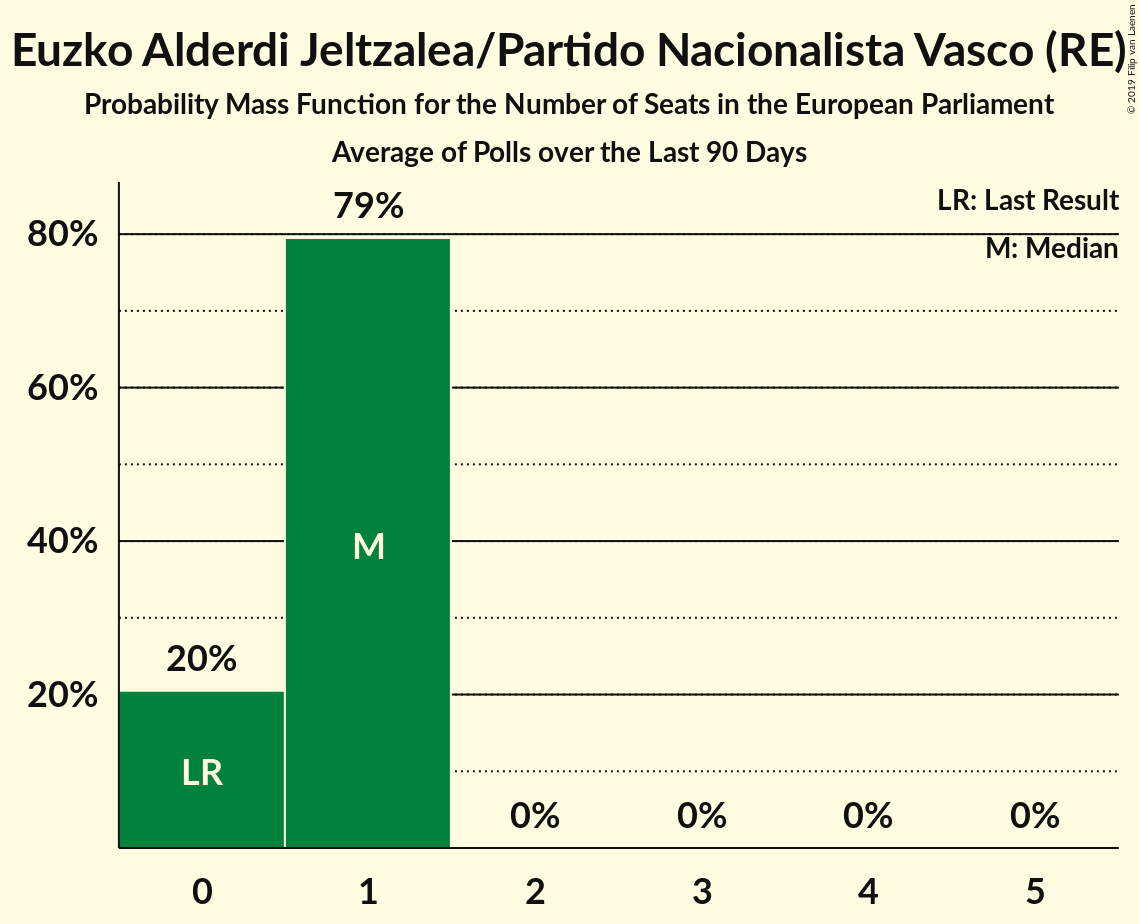 Euzko Alderdi Jeltzalea/Partido Nacionalista Vasco (RE)
© 2019 Filip van Laenen
Probability Mass Function for the Number of Seats in the European Parliament
Average of Polls over the Last 90 Days
LR: Last Result
M: Median
79%
80%
60%
40%
20%
M
20%
LR
0% 0% 0% 0%
0 1 2 3 4 5